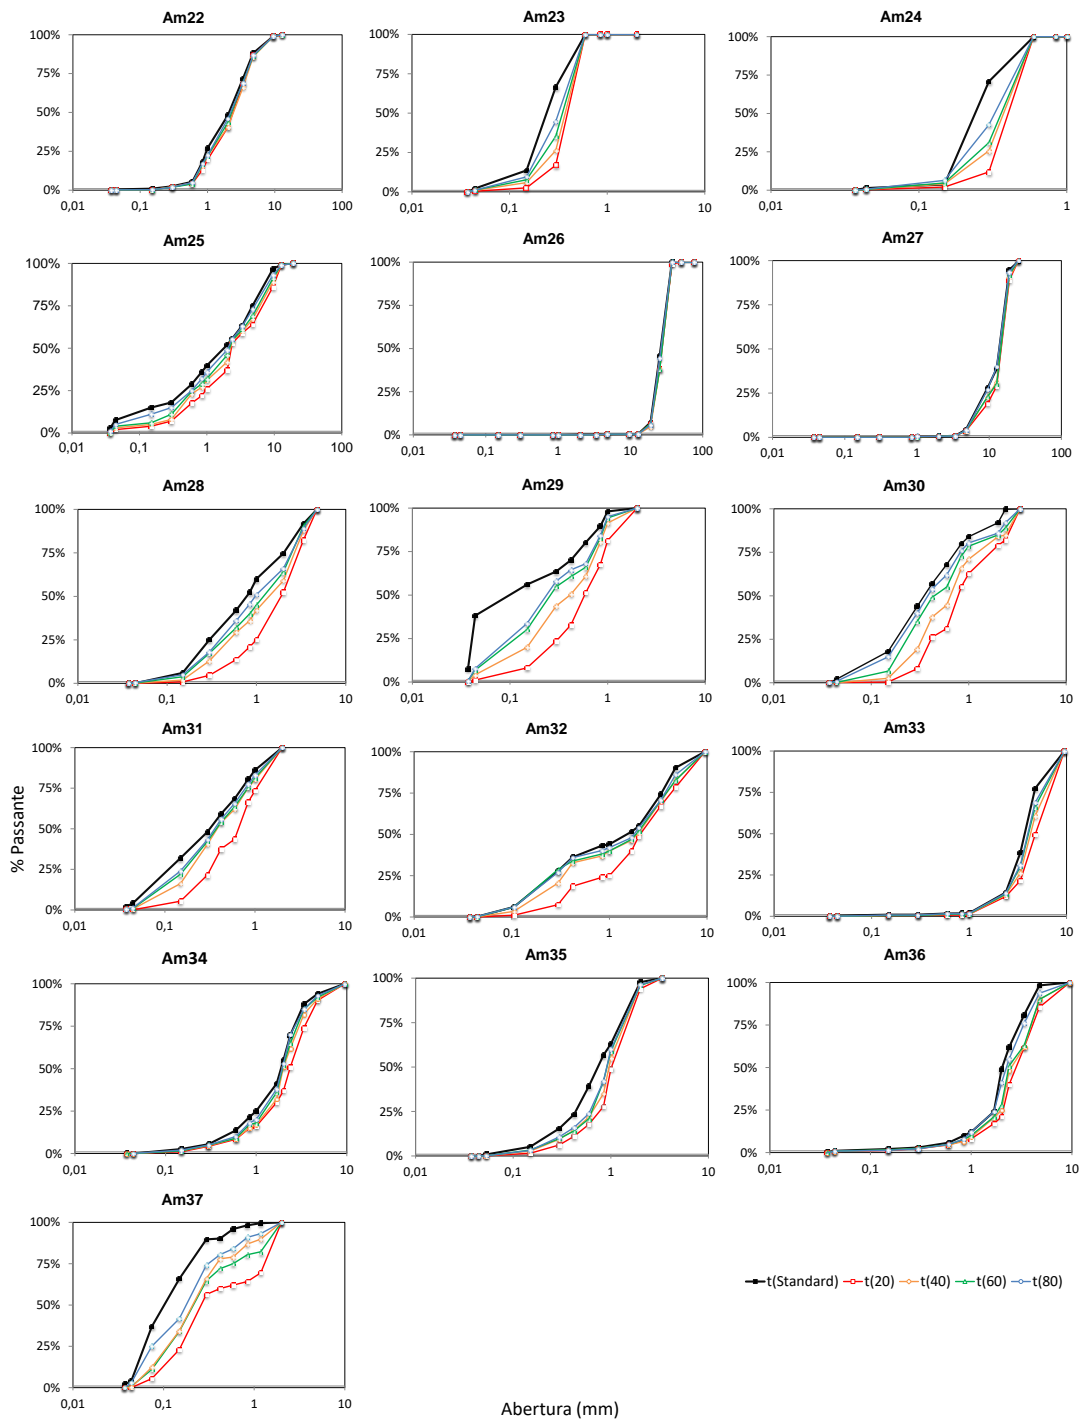 Am22
100%
75%
50%
25%
0%
0,01 0,1 1 10 100
Am23
100%
75%
50%
25%
0%
0,01 0,1 1 10
Am24
100%
75%
50%
25%
0%
0,01 0,1 1
Am25
100%
75%
50%
25%
0%
0,01 0,1 1 10 100
Am26
100%
75%
50%
25%
0%
0,01 0,1 1 10 100
Am27
100%
75%
50%
25%
0%
0,01 0,1 1 10 100
Am28
100%
75%
50%
25%
0%
0,01 0,1 1 10
Am29
100%
75%
50%
25%
0%
0,01 0,1 1 10
Am30
100%
75%
50%
25%
0%
0,01 0,1 1 10
% Passante
Am31
100%
75%
50%
25%
0%
0,01 0,1 1 10
Am32
100%
75%
50%
25%
0%
0,01 0,1 1 10
Am33
100%
75%
50%
25%
0%
0,01 0,1 1 10
Am34
100%
75%
50%
25%
0%
0,01 0,1 1 10
Am35
100%
75%
50%
25%
0%
0,01 0,1 1 10
Am36
100%
75%
50%
25%
0%
0,01 0,1 1 10
Am37
100%
75%
50%
25%
0%
0,01 0,1 1 10
t(Standard) t(20) t(40) t(60) t(80)
Abertura (mm)